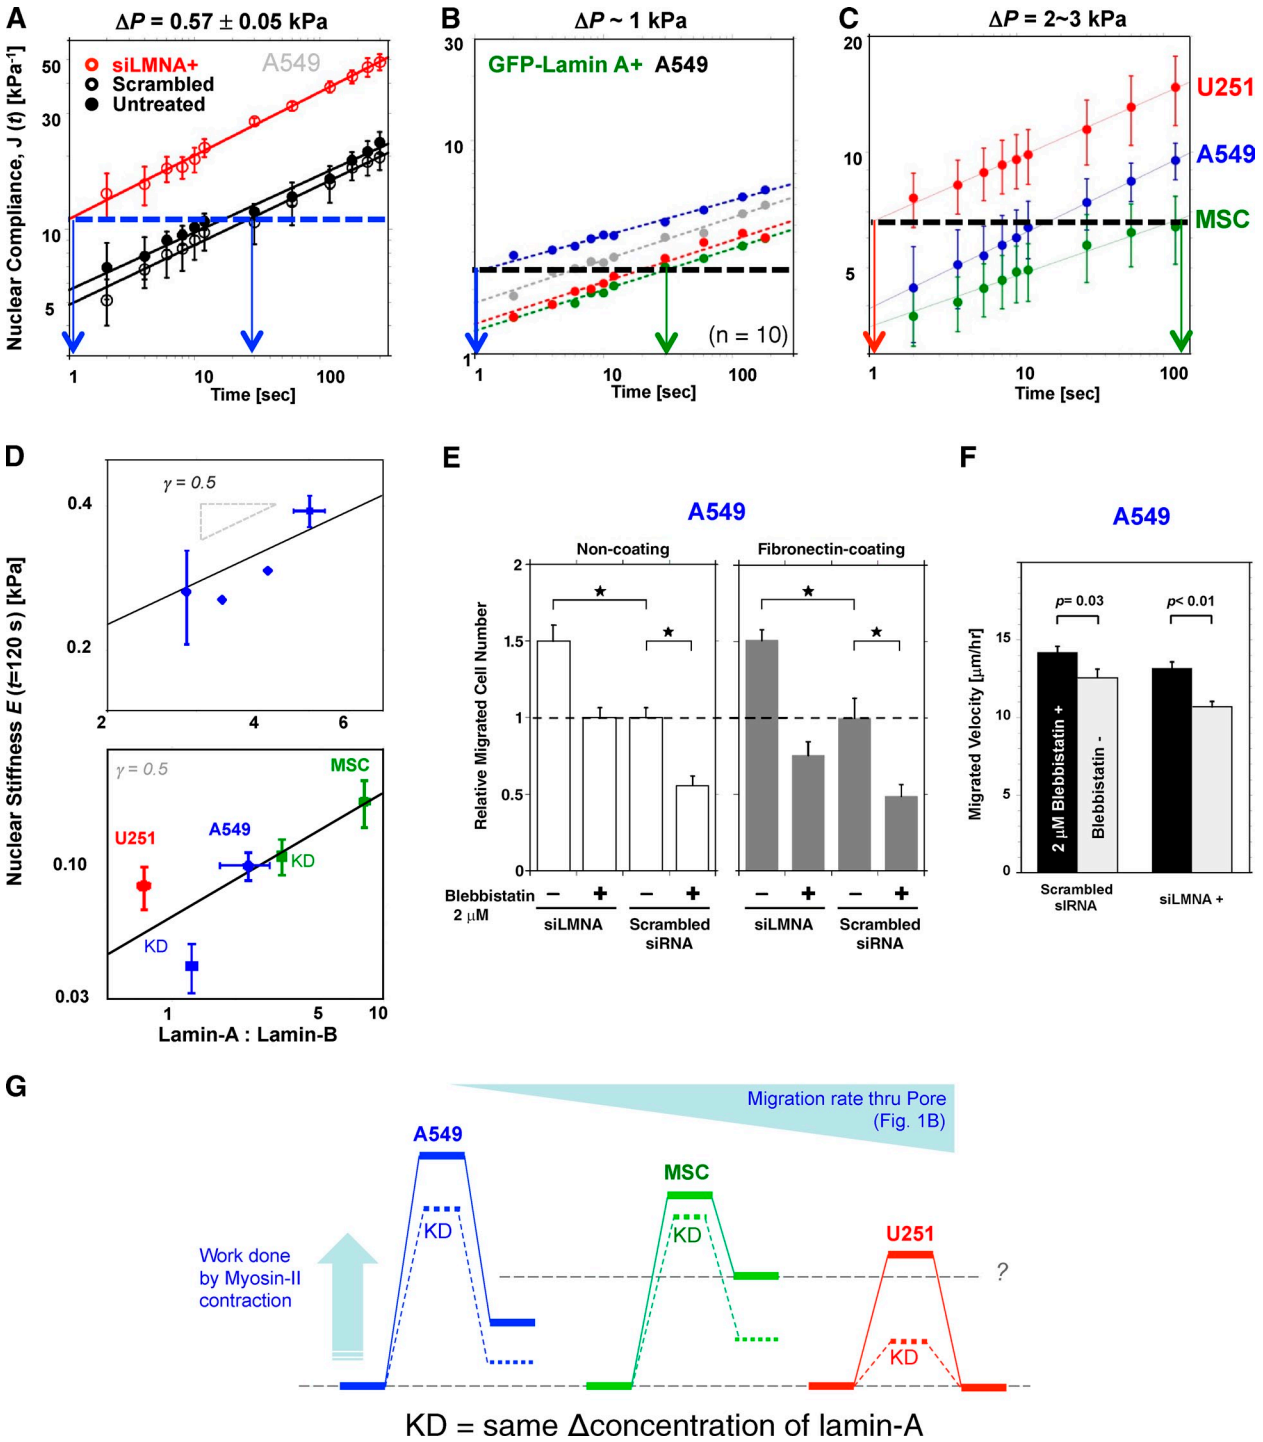 A
ΔP = 0.57 ± 0.05 kPa
Nuclear Compliance, J (t) [kPa⁻¹]
50
30
10
5
siLMNA+
Scrambled
Untreated
A549
1
10
100
Time [sec]
B
ΔP ~ 1 kPa
30
10
1
GFP-Lamin A+ A549
(n = 10)
1
10
100
Time [sec]
C
ΔP = 2~3 kPa
20
10
5
U251
A549
MSC
1
10
100
Time [sec]
D
Nuclear Stiffness E (t=120 s) [kPa]
γ = 0.5
0.4
0.2
2
4
6
γ = 0.5
MSC
U251
A549
KD
KD
0.10
0.03
1
5
10
Lamin-A : Lamin-B
E
A549
Non-coating
Fibronectin-coating
Relative Migrated Cell Number
2
1.5
1
0.5
0
★
★
★
★
Blebbistatin
2 μM
− + − +
− + − +
siLMNA
Scrambled
siRNA
siLMNA
Scrambled
siRNA
F
A549
Migrated Velocity [μm/hr]
15
10
5
0
p= 0.03
p< 0.01
2 μM Blebbistatin +
Blebbistatin -
Scrambled
siRNA
siLMNA +
G
Migration rate thru Pore
(Fig. 1B)
A549
KD
MSC
KD
U251
KD
?
Work done
by Myosin-II
contraction
KD = same Δconcentration of lamin-A